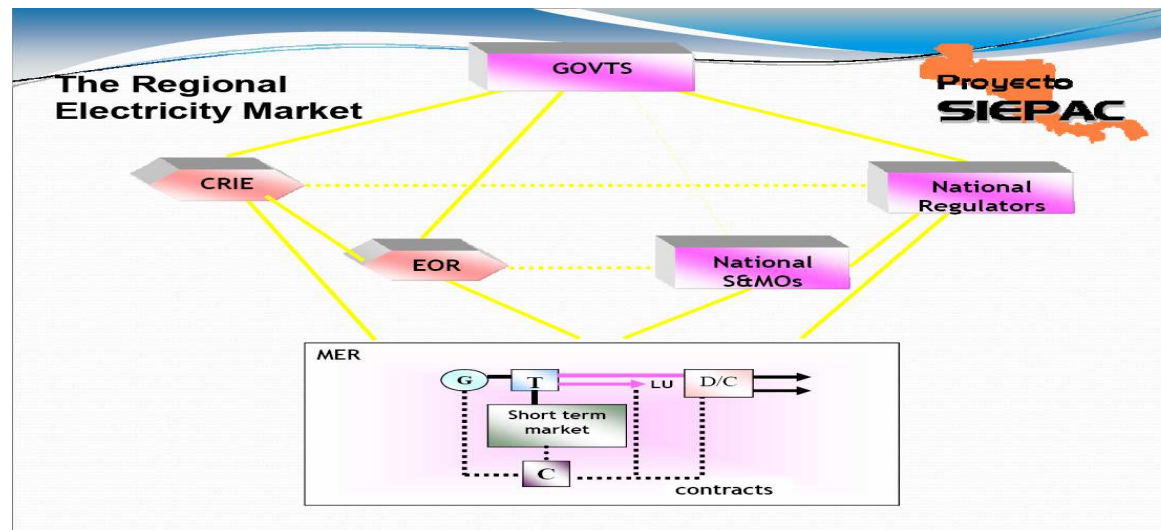 GOVTS
The Regional
Electricity Market
Proyecto
SIEPAC
CRIE
National
Regulators
EOR
National
S&MOs
MER
G
T
LU
D/C
Short term
market
C
contracts